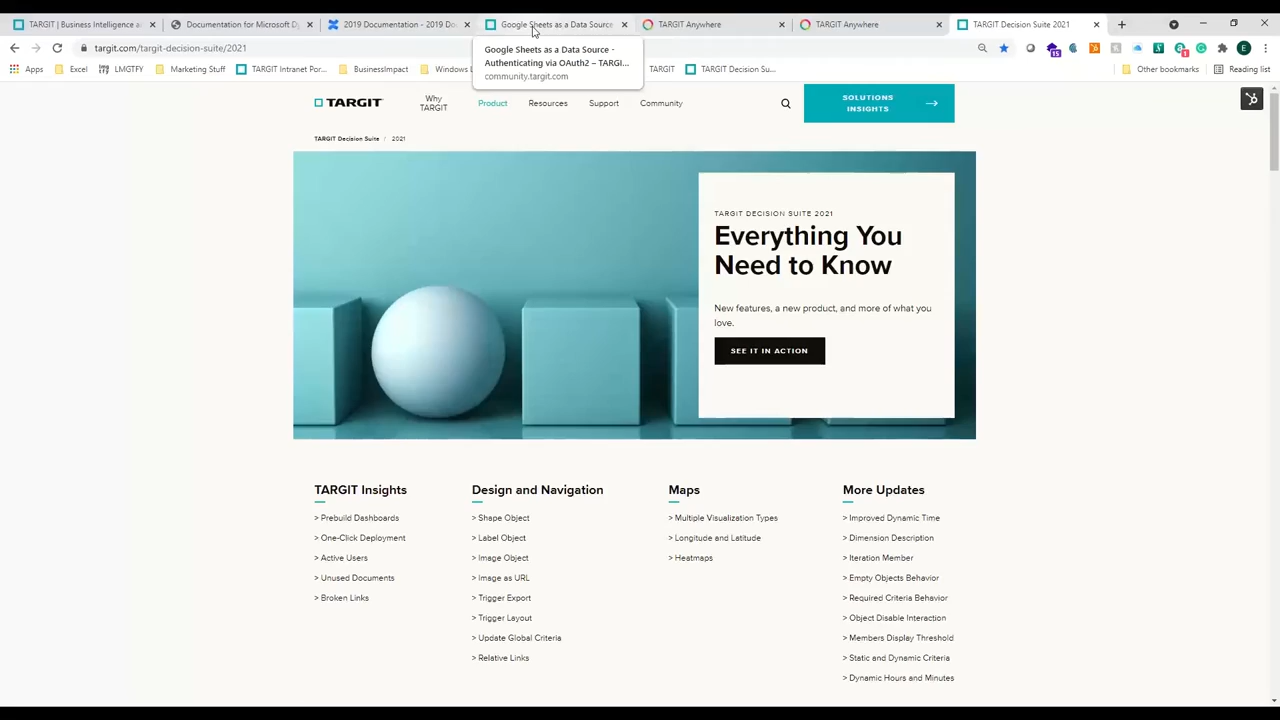 TARGIT | Business Intelligence a
Documentation for Microsoft Dy
2019 Documentation - 2019 Do
Google Sheets as a Data Source
TARGIT Anywhere
TARGIT Anywhere
TARGIT Decision Suite 2021
targit.com/targit-decision-suite/2021
Google Sheets as a Data Source -
Authenticating via OAuth2 – TARGI...
community.targit.com
Apps
Excel
LMGTFY
Marketing Stuff
TARGIT Intranet Por...
BusinessImpact
Windows
TARGIT
TARGIT Decision Su...
Other bookmarks
Reading list
15
1
E
TARGIT
Why
TARGIT
Product
Resources
Support
Community
SOLUTIONS
INSIGHTS
TARGIT Decision Suite / 2021
TARGIT DECISION SUITE 2021
Everything You
Need to Know
New features, a new product, and more of what you
love.
SEE IT IN ACTION
TARGIT Insights
> Prebuild Dashboards
> One-Click Deployment
> Active Users
> Unused Documents
> Broken Links
Design and Navigation
> Shape Object
> Label Object
> Image Object
> Image as URL
> Trigger Export
> Trigger Layout
> Update Global Criteria
> Relative Links
Maps
> Multiple Visualization Types
> Longitude and Latitude
> Heatmaps
More Updates
> Improved Dynamic Time
> Dimension Description
> Iteration Member
> Empty Objects Behavior
> Required Criteria Behavior
> Object Disable Interaction
> Members Display Threshold
> Static and Dynamic Criteria
> Dynamic Hours and Minutes